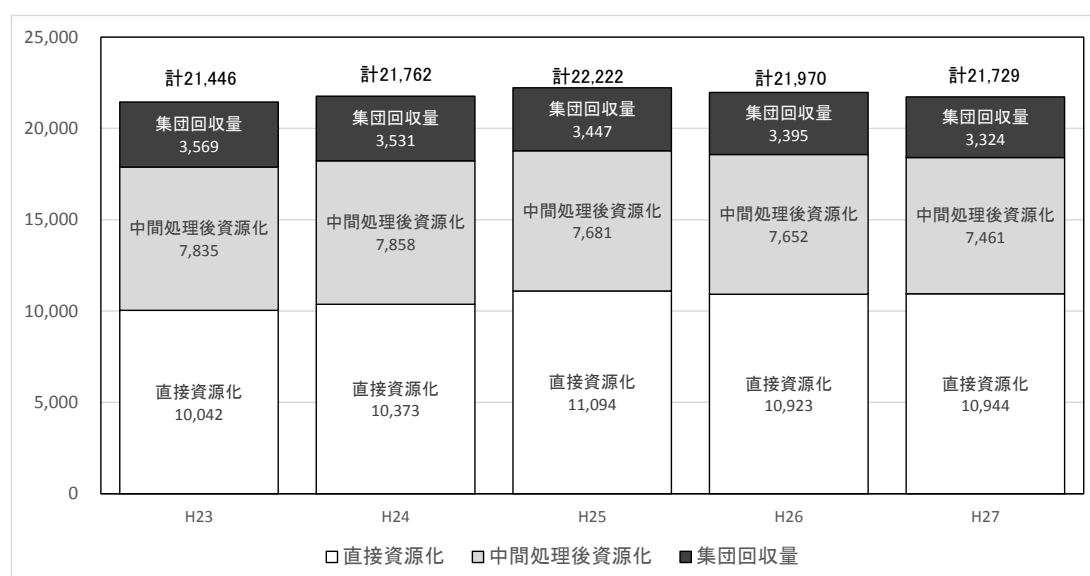 25,000
20,000
15,000
10,000
5,000
0
計21,446
計21,762
計22,222
計21,970
計21,729
集団回収量
3,569
集団回収量
3,531
集団回収量
3,447
集団回収量
3,395
集団回収量
3,324
中間処理後資源化
7,835
中間処理後資源化
7,858
中間処理後資源化
7,681
中間処理後資源化
7,652
中間処理後資源化
7,461
直接資源化
10,042
直接資源化
10,373
直接資源化
11,094
直接資源化
10,923
直接資源化
10,944
H23
H24
H25
H26
H27
直接資源化 中間処理後資源化 集団回収量